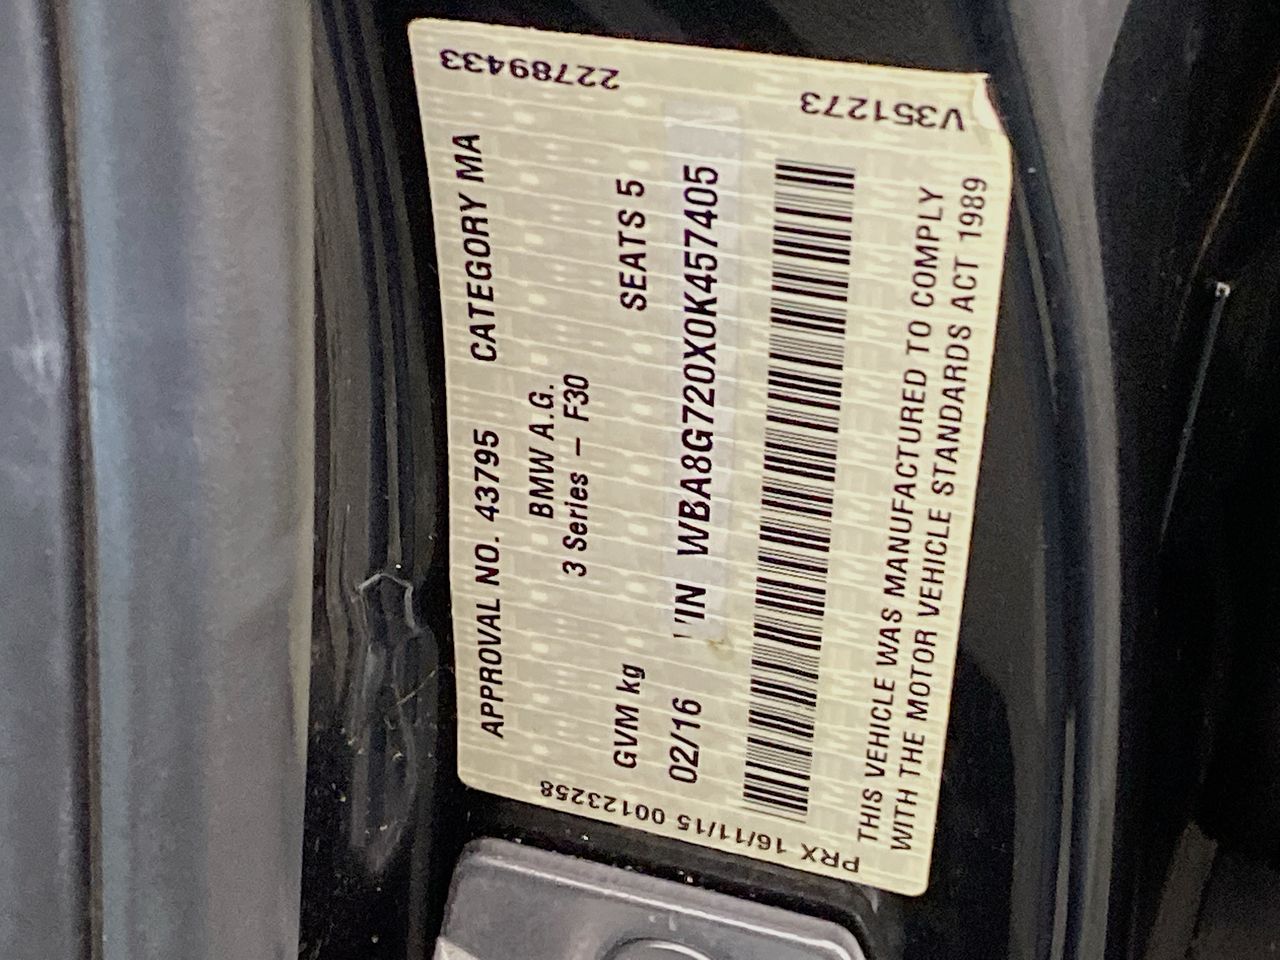 APPROVAL NO. 43795 CATEGORY MA
BMW A.G.
3 Series – F30
GVM kg SEATS 5
02/16 VIN WBA8G720X0K457405
THIS VEHICLE WAS MANUFACTURED TO COMPLY
WITH THE MOTOR VEHICLE STANDARDS ACT 1989
22789433
V351273
PRX 16/11/15 00123258